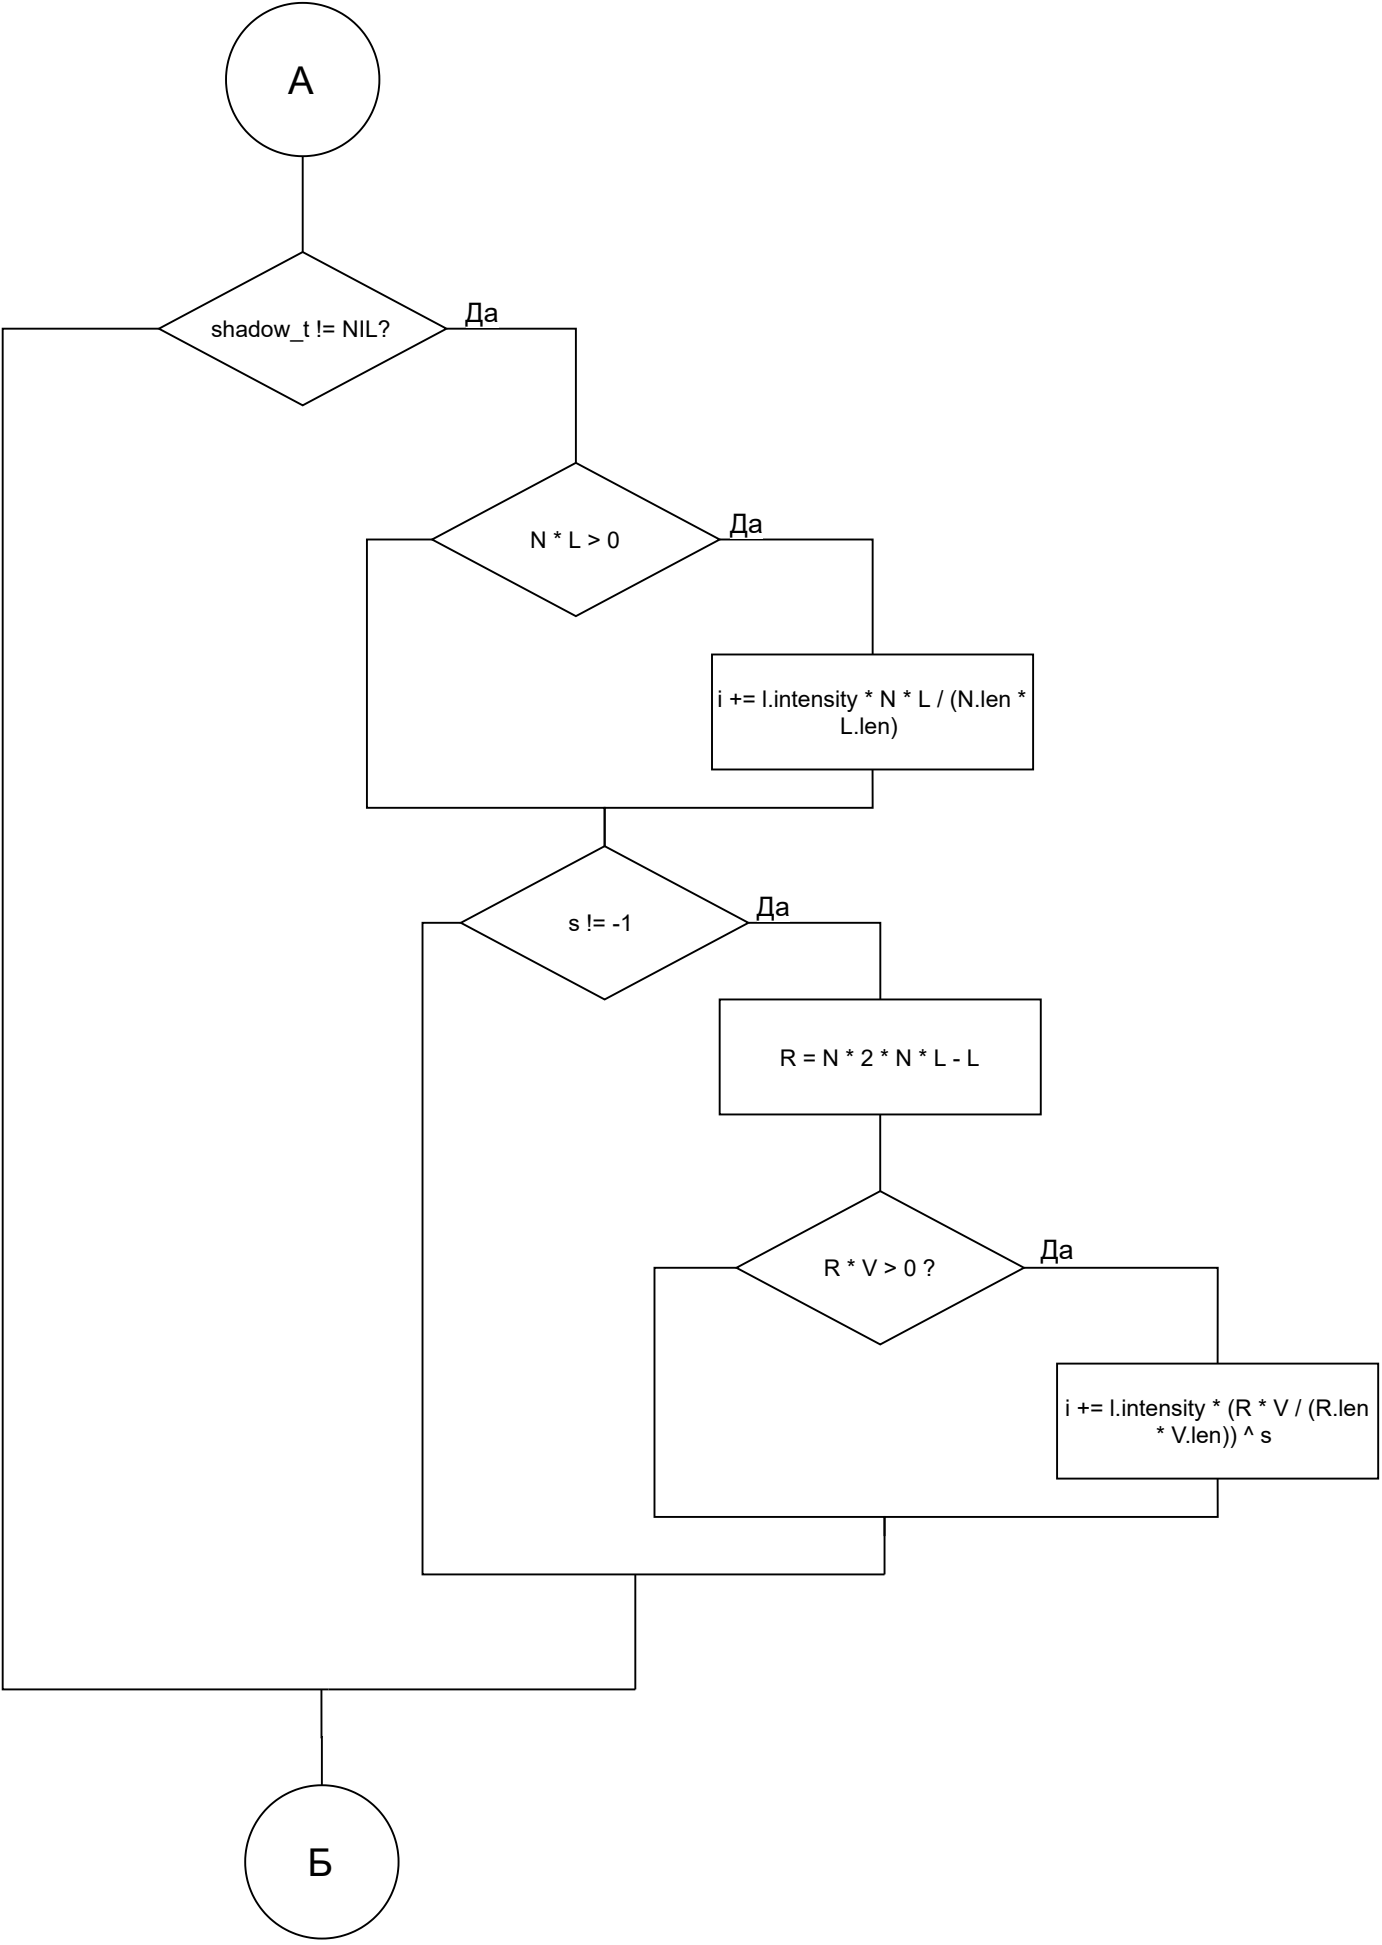 А
shadow_t != NIL?
Да
N * L > 0
Да
i += l.intensity * N * L / (N.len *
L.len)
s != -1
Да
R = N * 2 * N * L - L
R * V > 0 ?
Да
i += l.intensity * (R * V / (R.len
* V.len)) ^ s
Б